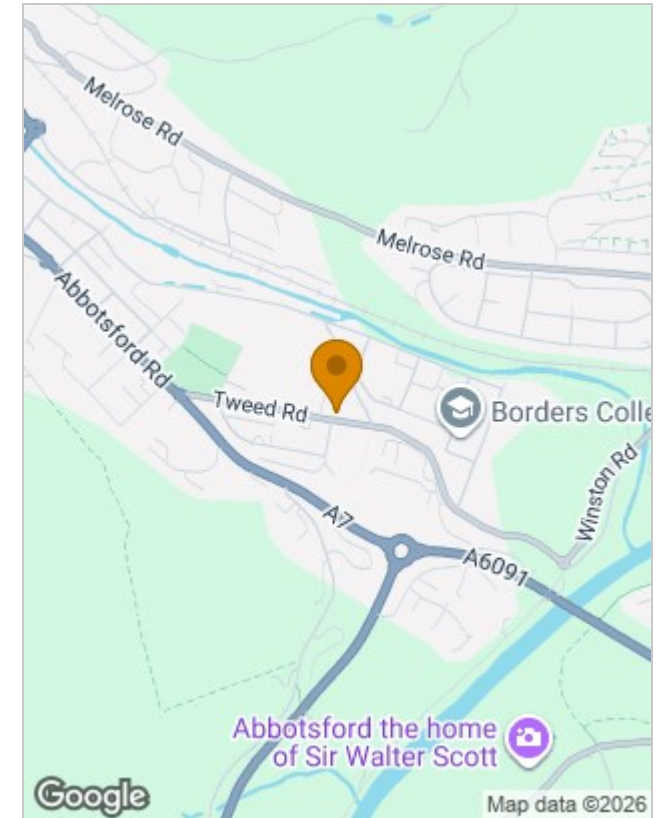 Melrose Rd
Melrose Rd
Abbotsford Rd
Tweed Rd
Borders Colle
Winston Rd
A7
A6091
Abbotsford the home
of Sir Walter Scott
Google
Map data ©2026